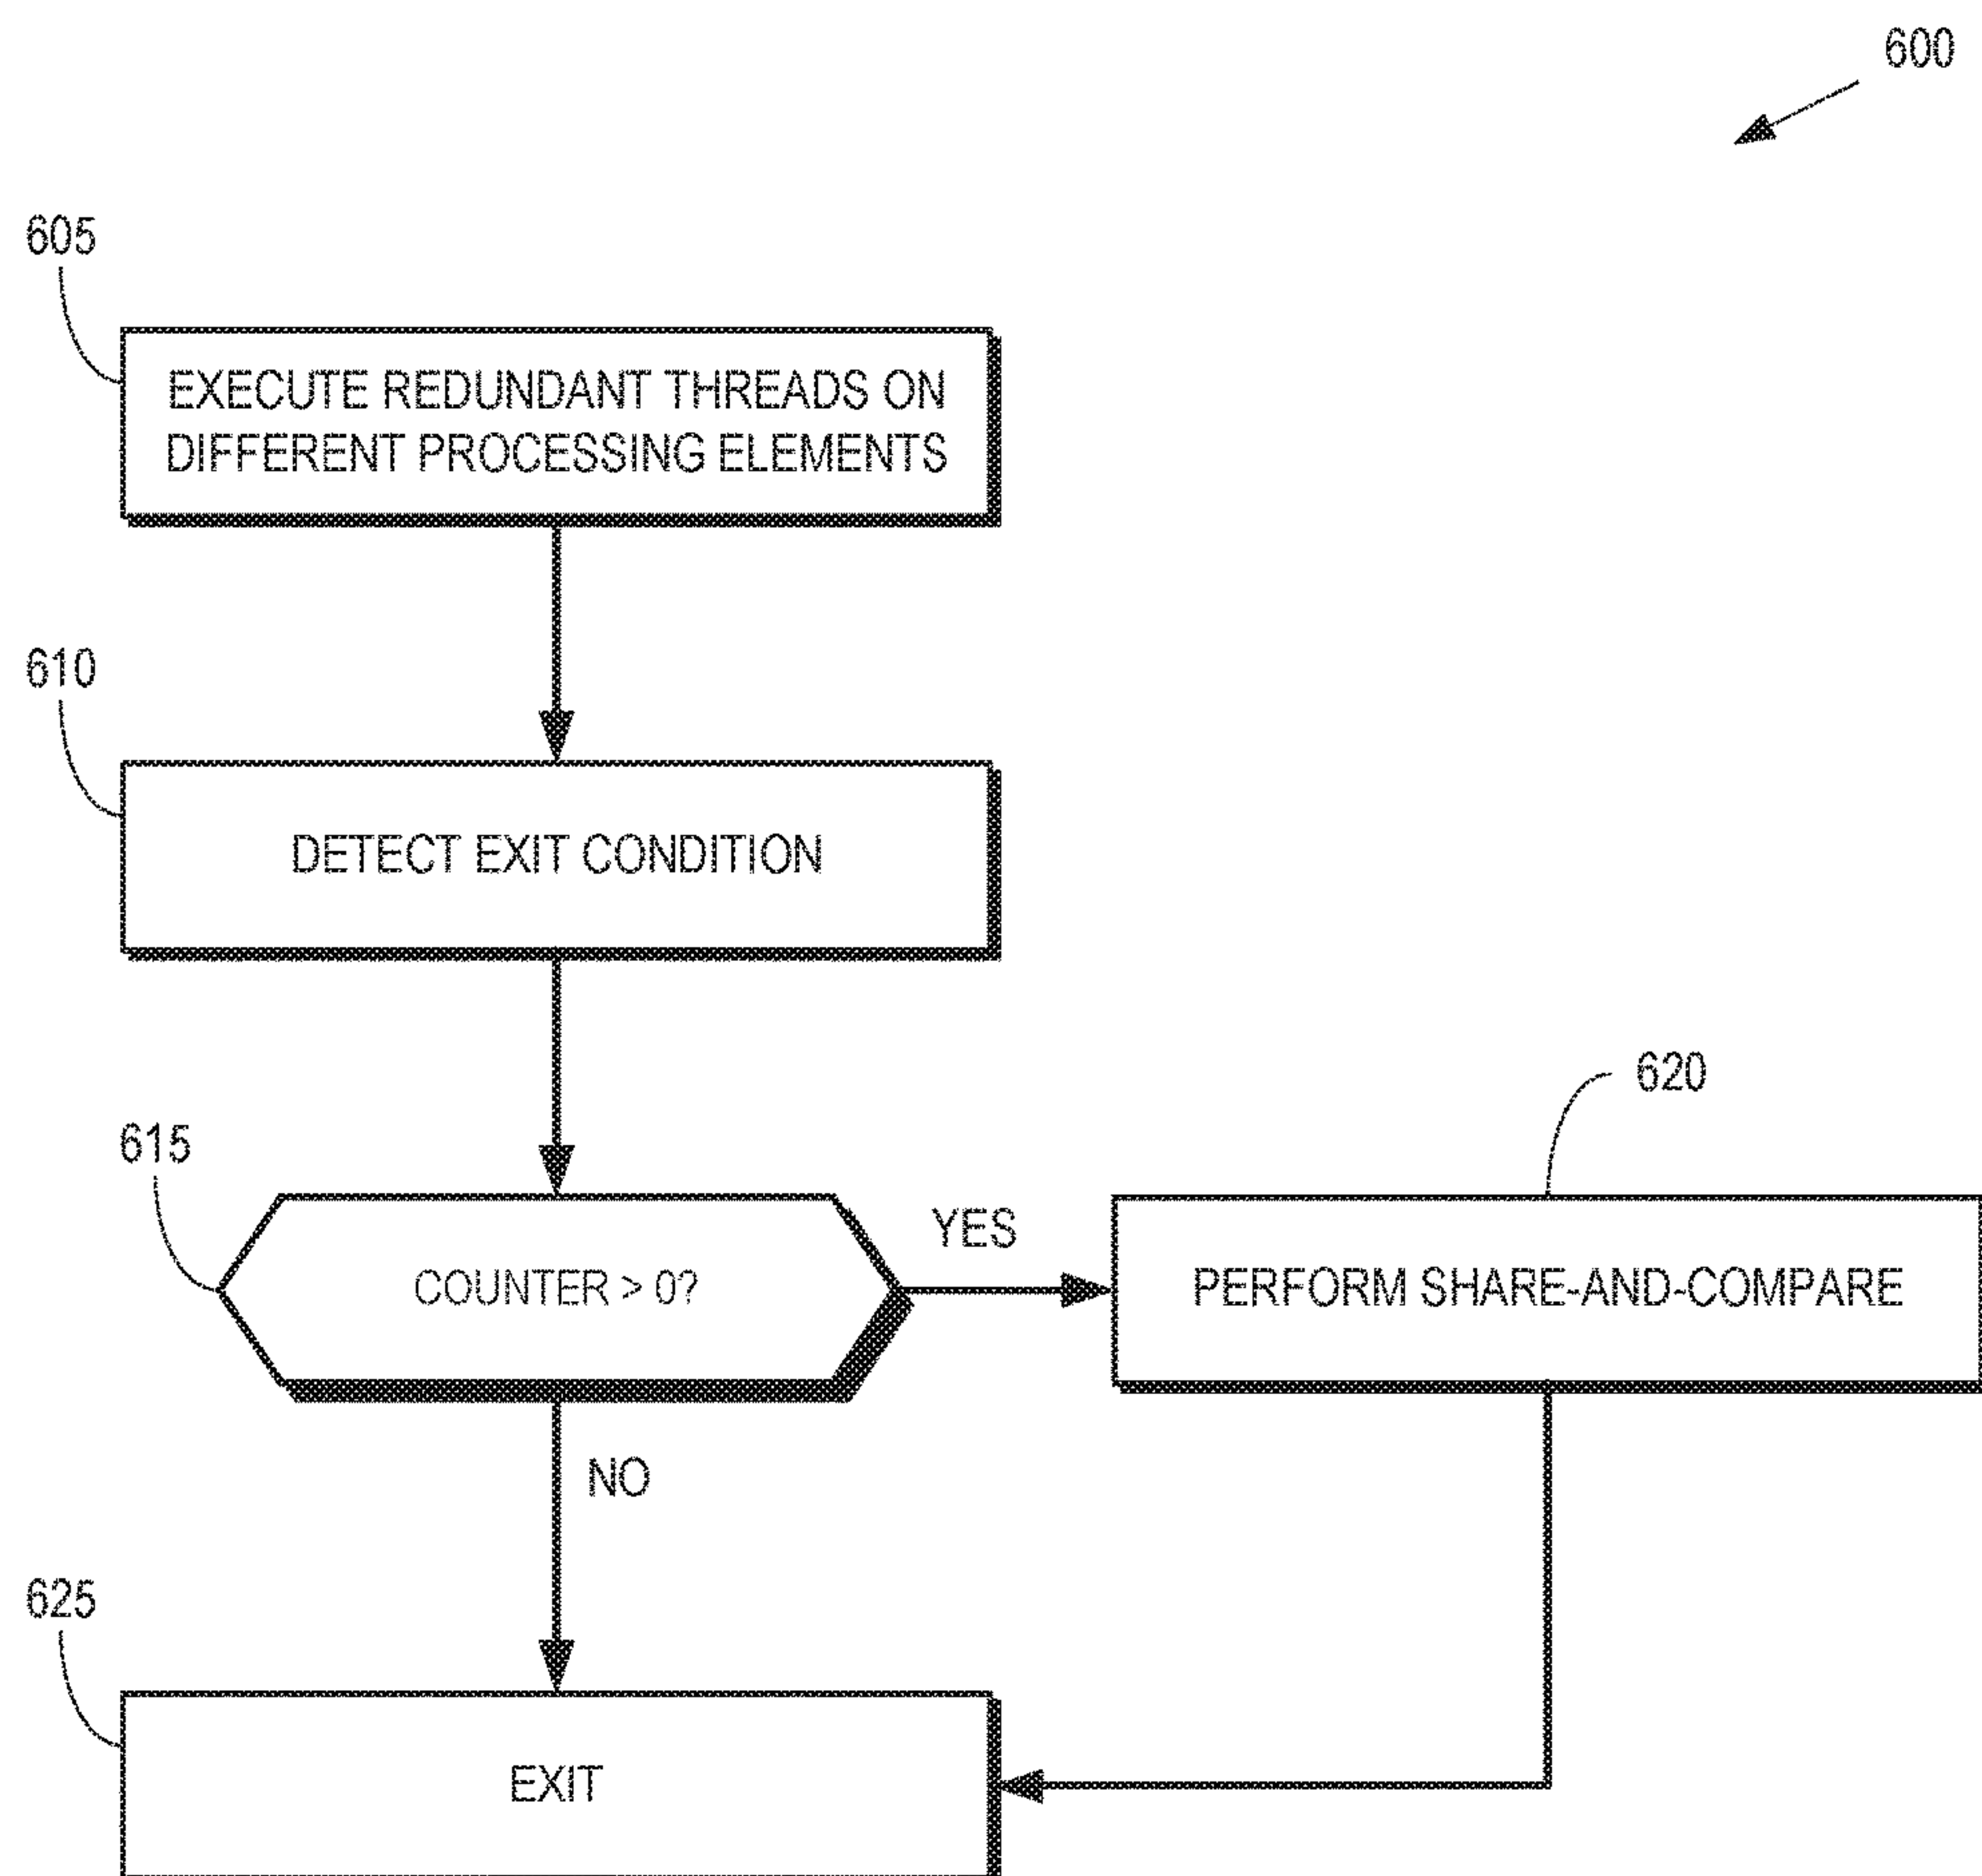 600
605
EXECUTE REDUNDANT THREADS ON
DIFFERENT PROCESSING ELEMENTS
610
DETECT EXIT CONDITION
615
COUNTER > 0?
YES
620
PERFORM SHARE-AND-COMPARE
NO
625
EXIT